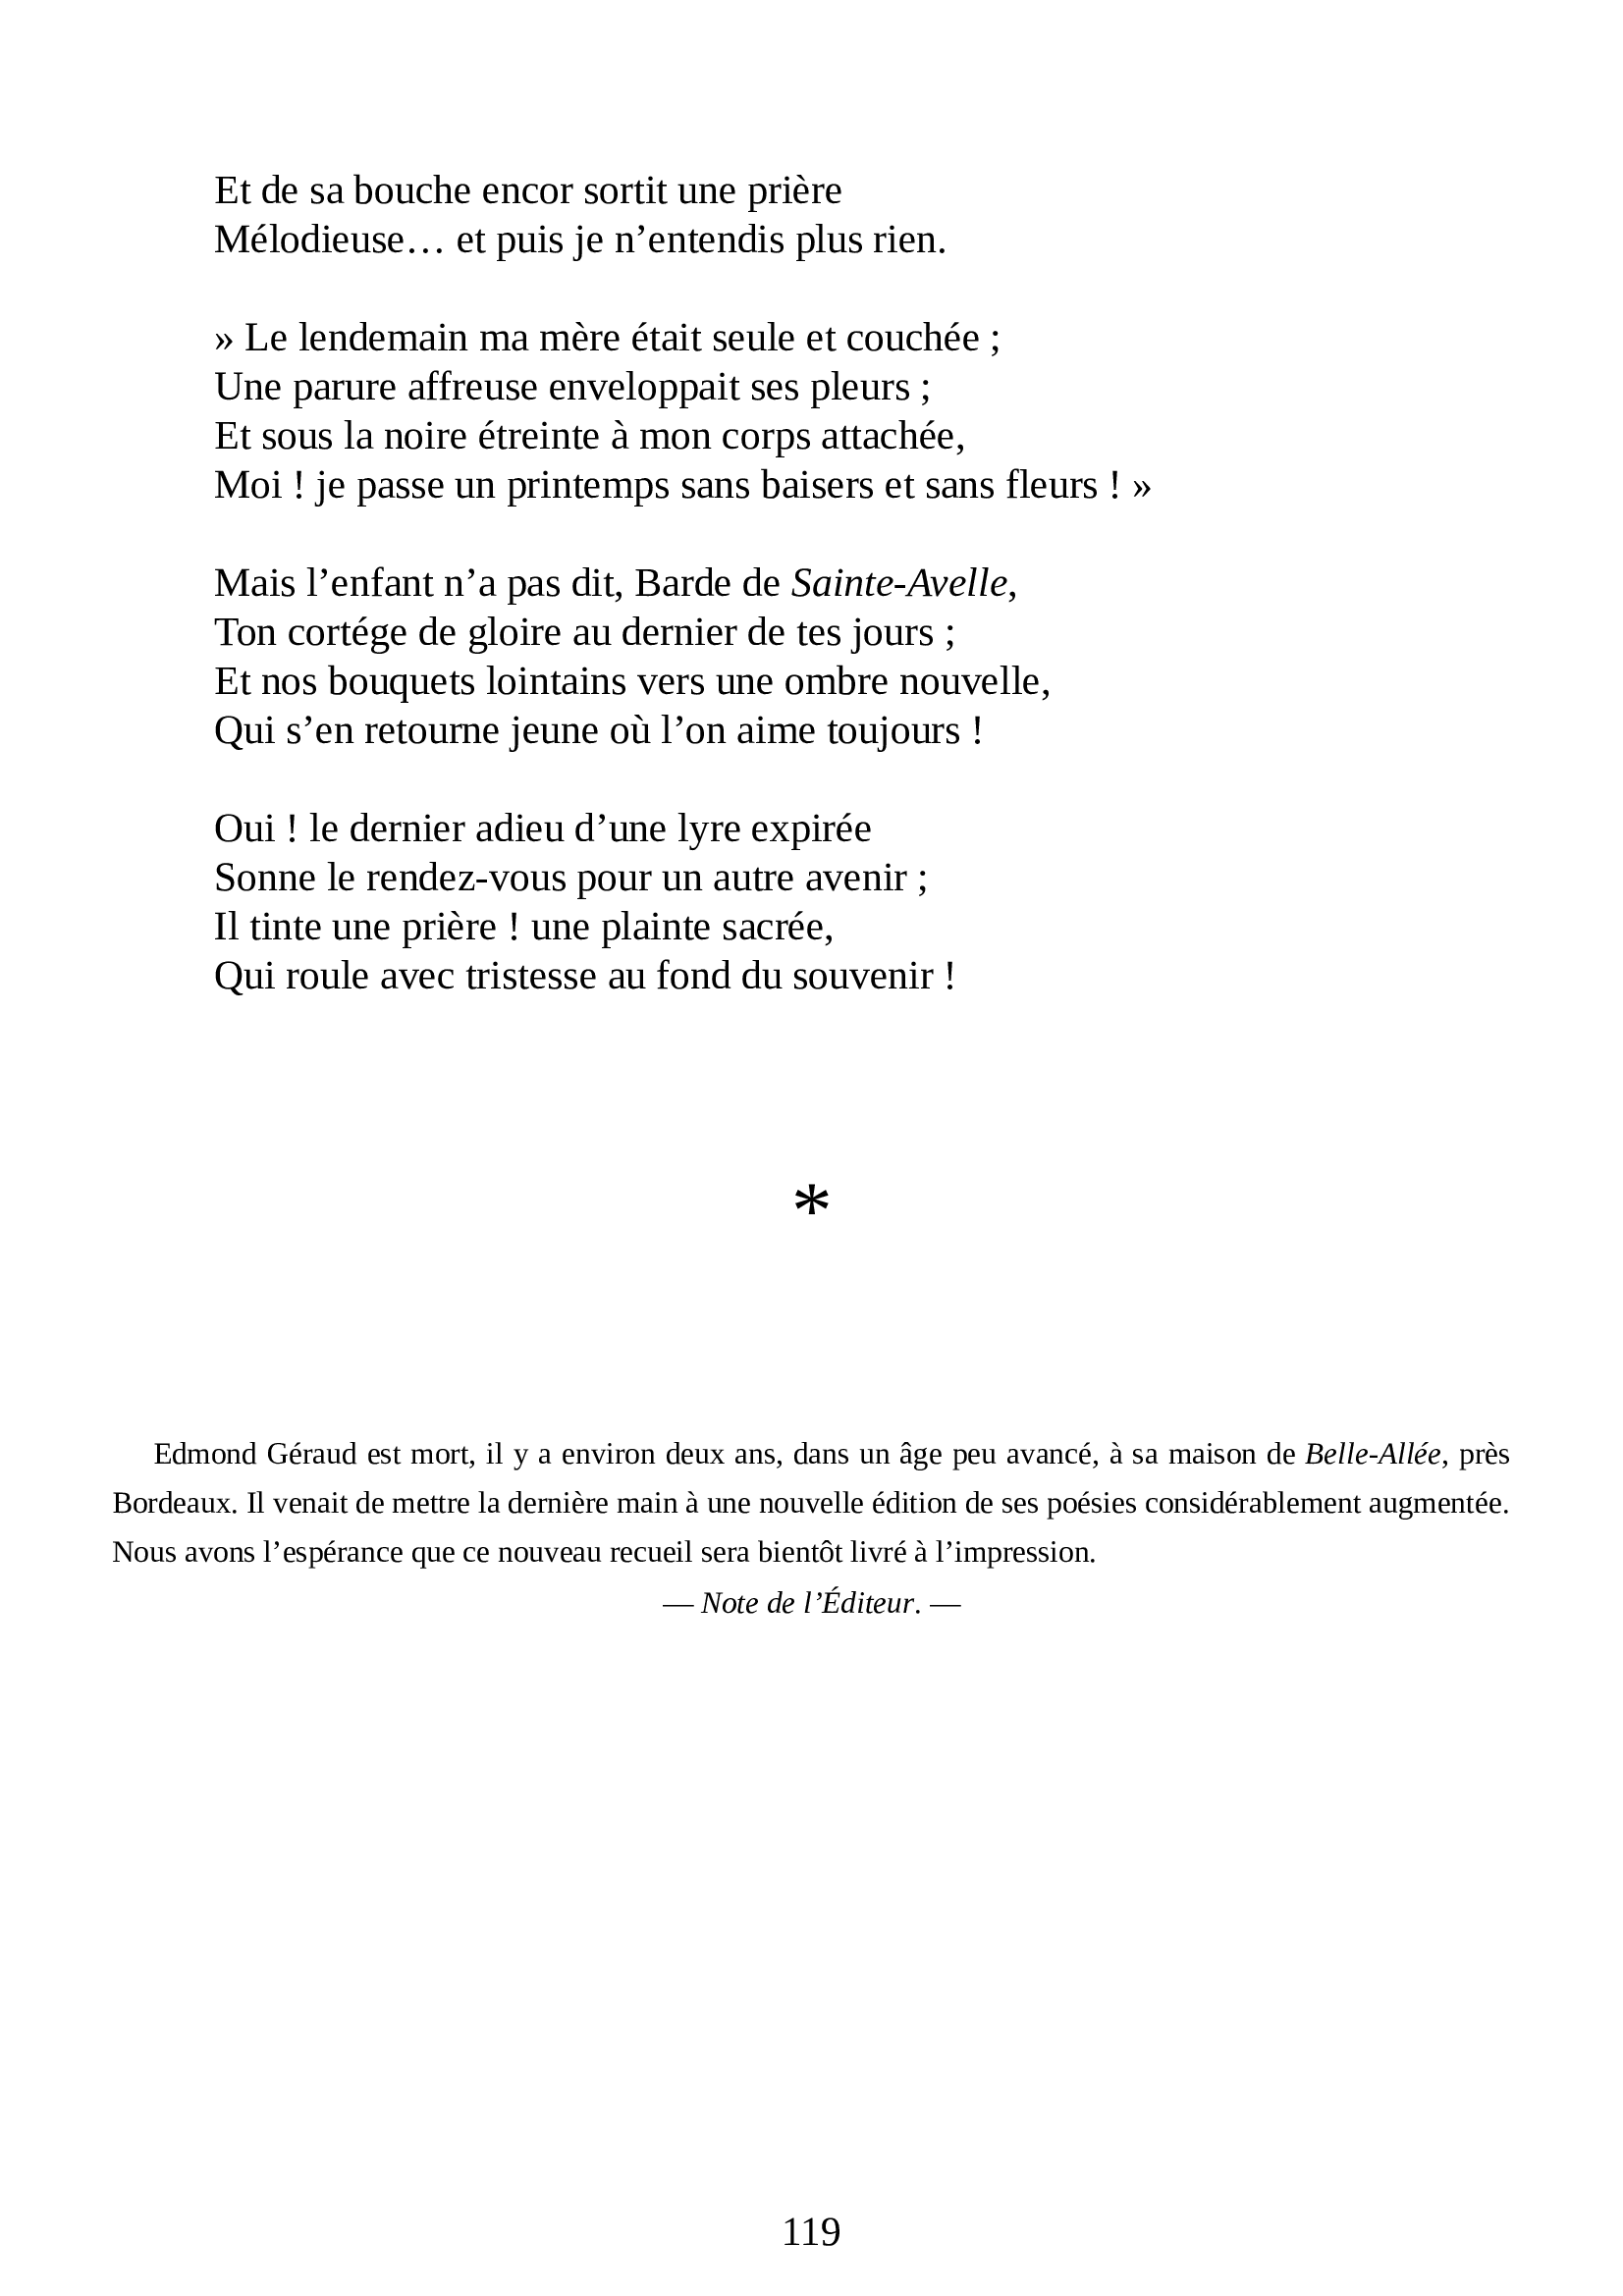 Et de sa bouche encor sortit une prière
Mélodieuse… et puis je n’entendis plus rien.
» Le lendemain ma mère était seule et couchée ;
Une parure affreuse enveloppait ses pleurs ;
Et sous la noire étreinte à mon corps attachée,
Moi ! je passe un printemps sans baisers et sans fleurs ! »
Mais l’enfant n’a pas dit, Barde de Sainte-Avelle,
Ton cortége de gloire au dernier de tes jours ;
Et nos bouquets lointains vers une ombre nouvelle,
Qui s’en retourne jeune où l’on aime toujours !
Oui ! le dernier adieu d’une lyre expirée
Sonne le rendez-vous pour un autre avenir ;
Il tinte une prière ! une plainte sacrée,
Qui roule avec tristesse au fond du souvenir !
*
Edmond Géraud est mort, il y a environ deux ans, dans un âge peu avancé, à sa maison de Belle-Allée, près
Bordeaux. Il venait de mettre la dernière main à une nouvelle édition de ses poésies considérablement augmentée.
Nous avons l’espérance que ce nouveau recueil sera bientôt livré à l’impression.
— Note de l’Éditeur. —
119